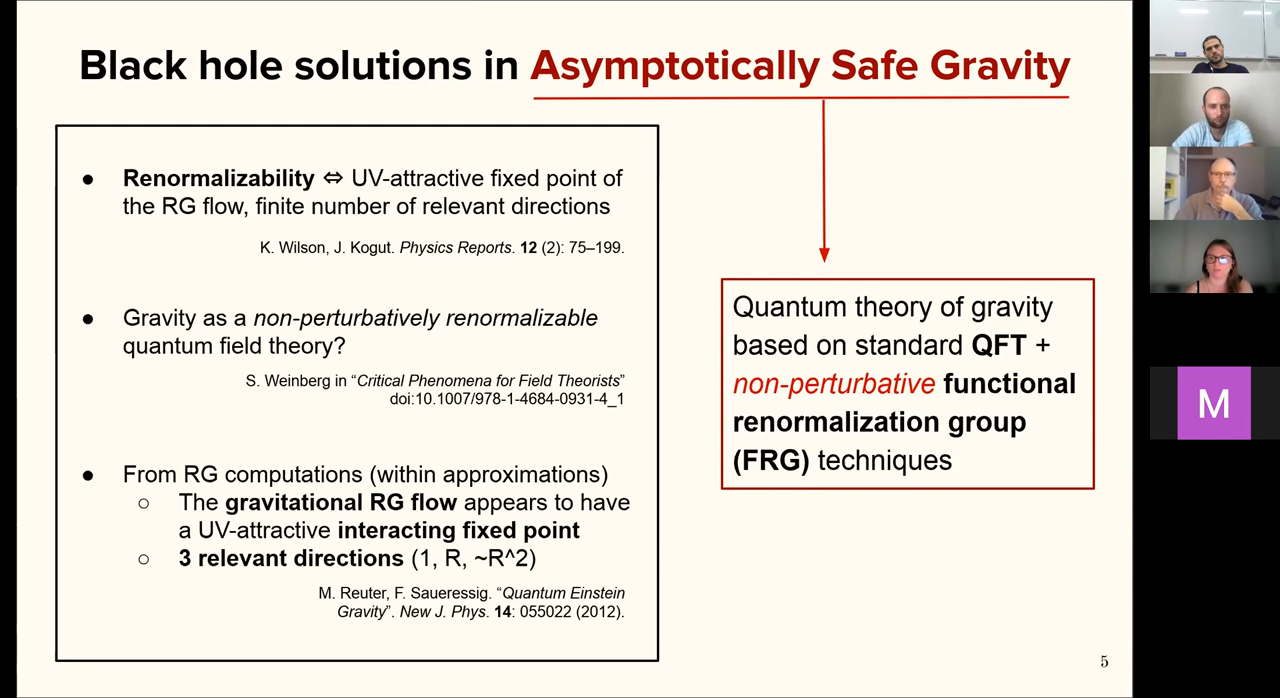 Black hole solutions in Asymptotically Safe Gravity
● Renormalizability ⇔ UV-attractive fixed point of
the RG flow, finite number of relevant directions
K. Wilson, J. Kogut. Physics Reports. 12 (2): 75–199.
● Gravity as a non-perturbatively renormalizable
quantum field theory?
S. Weinberg in “Critical Phenomena for Field Theorists”
doi:10.1007/978-1-4684-0931-4_1
● From RG computations (within approximations)
○ The gravitational RG flow appears to have
a UV-attractive interacting fixed point
○ 3 relevant directions (1, R, ~R^2)
M. Reuter, F. Saueressig. “Quantum Einstein
Gravity”. New J. Phys. 14: 055022 (2012).
Quantum theory of gravity
based on standard QFT +
non-perturbative functional
renormalization group
(FRG) techniques
5
M